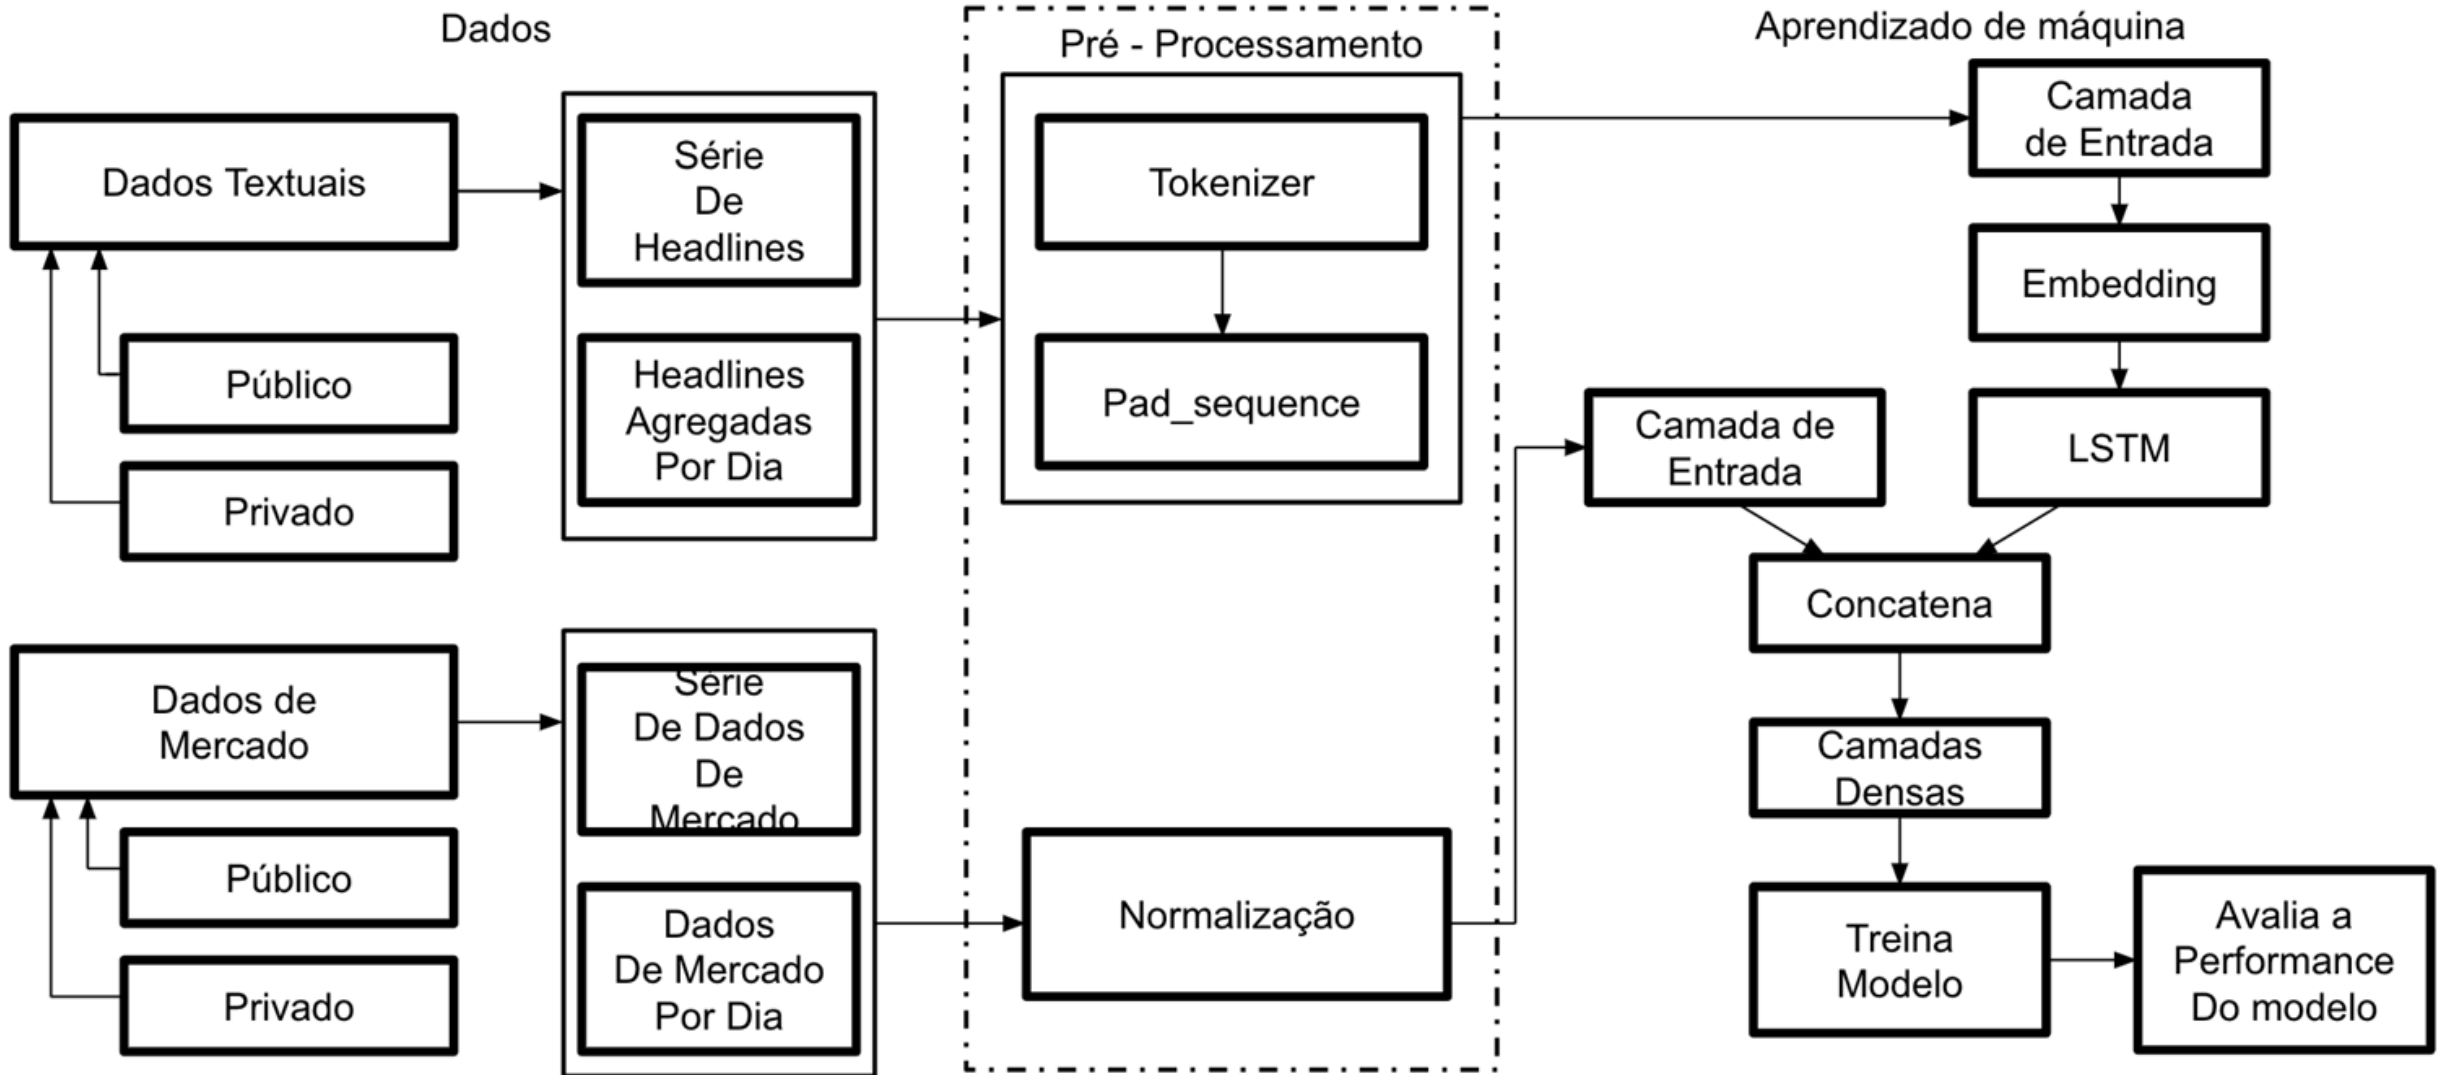 Dados
Dados Textuais
Público
Privado
Série
De
Headlines
Headlines
Agregadas
Por Dia
Dados de
Mercado
Público
Privado
Série
De Dados
De
Mercado
Dados
De Mercado
Por Dia
Pré - Processamento
Tokenizer
Pad_sequence
Normalização
Aprendizado de máquina
Camada
de Entrada
Embedding
LSTM
Camada de
Entrada
Concatena
Camadas
Densas
Treina
Modelo
Avalia a
Performance
Do modelo